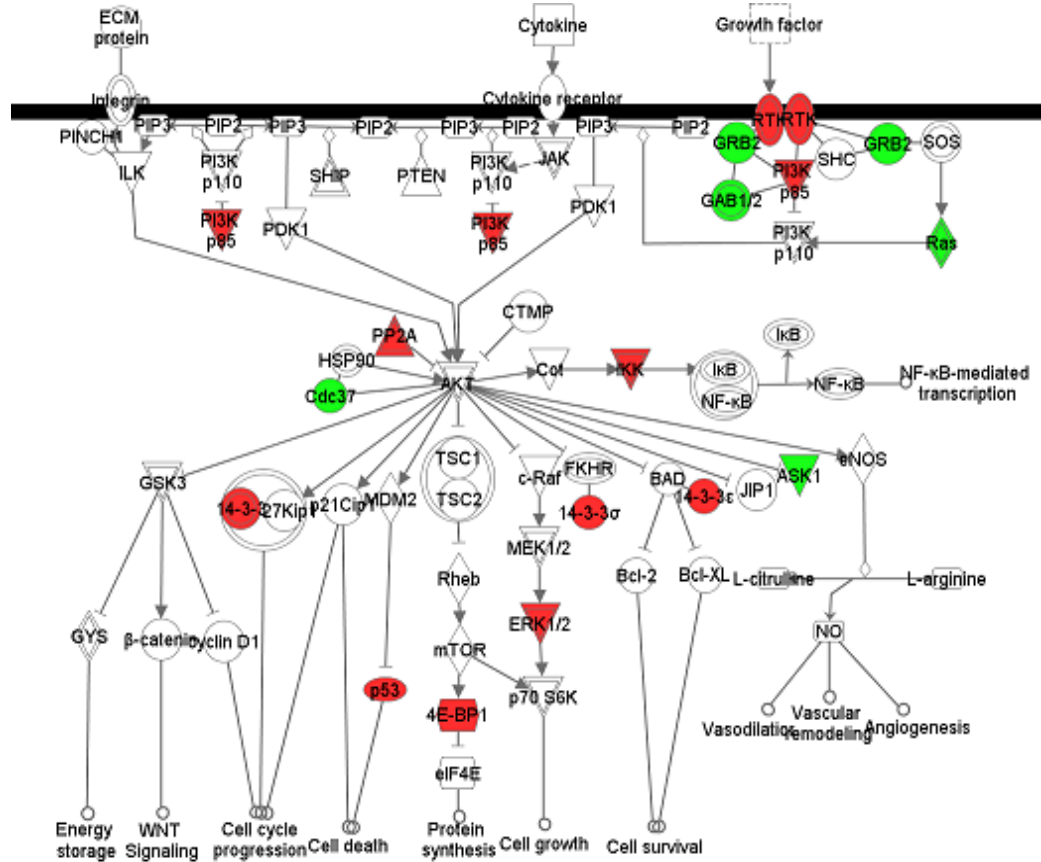 ECM
protein
Cytokine
Growth factor
Integrin
Cytokine receptor
RTK
RTK
PINCH1
PIP3
PIP2
PIP3
PIP2
PIP3
PIP2
PIP3
PIP2
ILK
PI3K
p110
SHIP
PTEN
PI3K
p110
JAK
GRB2
SHC
GRB2
SOS
PI3K
p85
GAB1/2
PI3K
p85
PDK1
PI3K
p85
PDK1
PI3K
p110
Ras
CTMP
PP2A
HSP90
Cdc37
AKT
Cot
IKK
IκB
NF-κB
IκB
NF-κB
NF-κB-mediated
transcription
GSK3
14-3-3
27Kip1
p21Cip1
MDM2
TSC1
TSC2
c-Raf
FKHR
14-3-3σ
BAD
14-3-3ε
JIP1
ASK1
eNOS
MEK1/2
Bcl-2
Bcl-XL
L-citruline
L-arginine
Rheb
ERK1/2
GYS
β-catenin
cyclin D1
mTOR
NO
p53
4E-BP1
p70 S6K
Vasodilation
Vascular
remodeling
Angiogenesis
eIF4E
Energy
storage
WNT
Signaling
Cell cycle
progression
Cell death
Protein
synthesis
Cell growth
Cell survival